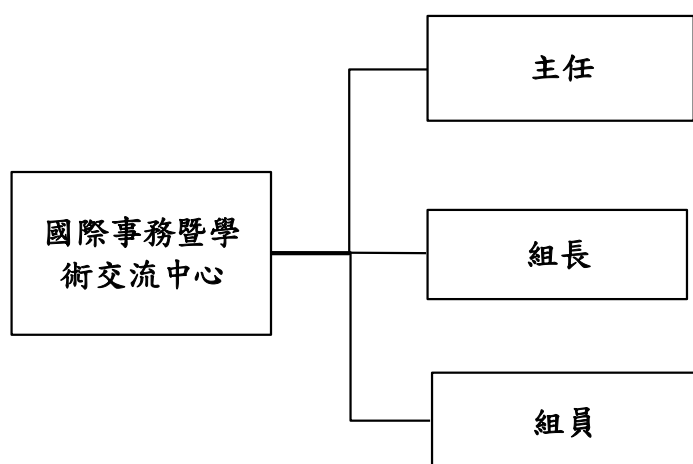 主任
國際事務暨學
術交流中心
組長
組員